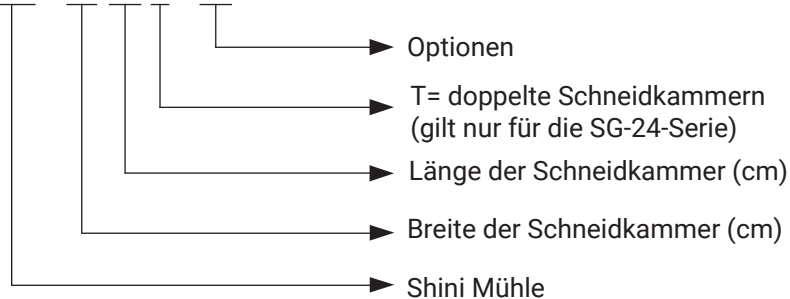 Optionen
T= doppelte Schneidkammern
(gilt nur für die SG-24-Serie)
Länge der Schneidkammer (cm)
Breite der Schneidkammer (cm)
Shini Mühle